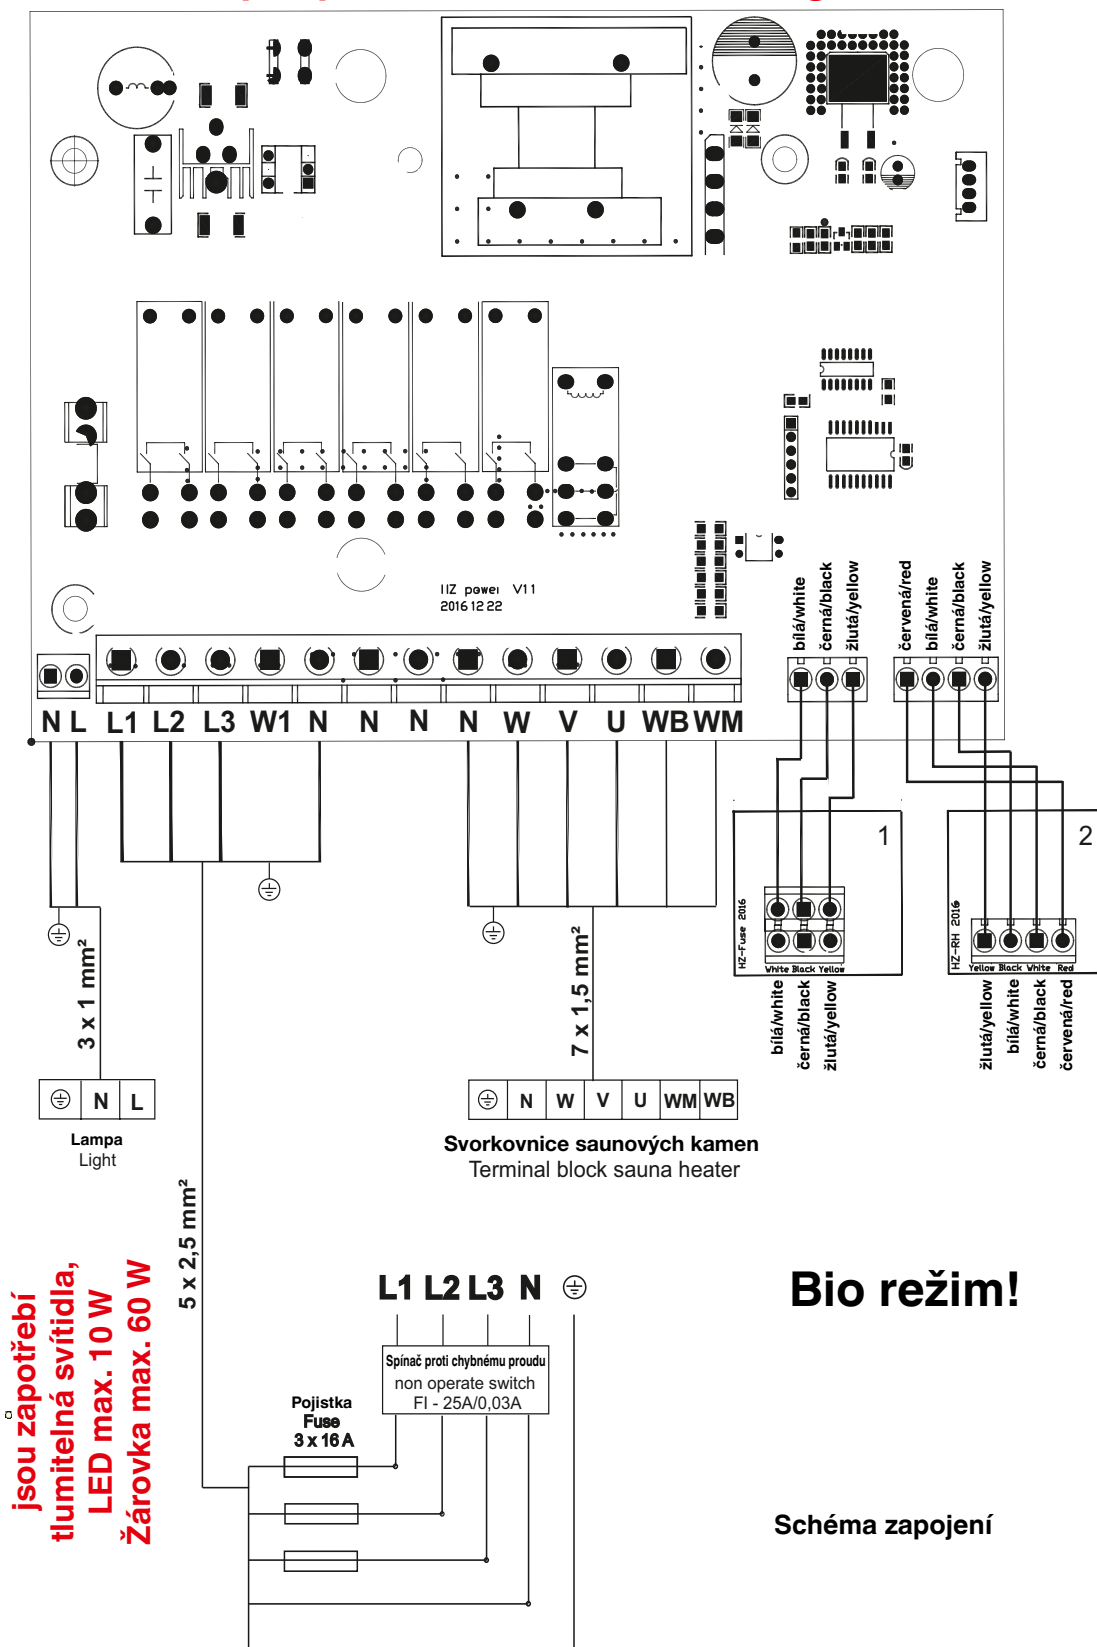 IIZ power V11
2016 12 22
bílá/white
černá/black
žlutá/yellow
červená/red
bílá/white
černá/black
žlutá/yellow
N L L1 L2 L3 W1 N N N N W V U WB WM
1
2
HZ-Fuse 2016
White Black Yellow
HZ-RH 2016
Yellow Black White Red
bílá/white
černá/black
žlutá/yellow
žlutá/yellow
bílá/white
černá/black
červená/red
3 x 1 mm²
7 x 1,5 mm²
N L
Lampa
Light
N W V U WM WB
Svorkovnice saunových kamen
Terminal block sauna heater
5 x 2,5 mm²
jsou zapotřebí
tlumitelná svítidla,
LED max. 10 W
Žárovka max. 60 W
L1 L2 L3 N
Spínač proti chybnému proudu
non operate switch
FI - 25A/0,03A
Pojistka
Fuse
3 x 16 A
Bio režim!
Schéma zapojení